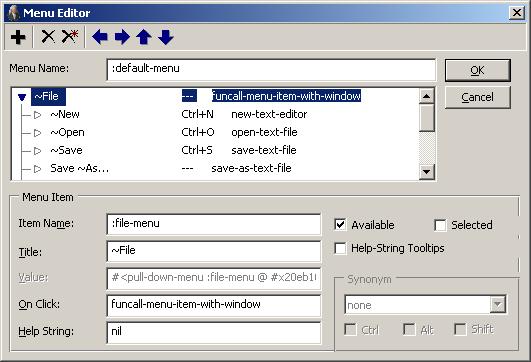 Menu Editor
Menu Name: :default-menu OK
~File --- funcall-menu-item-with-window
Cancel
~New Ctrl+N new-text-editor
~Open Ctrl+O open-text-file
~Save Ctrl+S save-text-file
Save ~As... --- save-as-text-file
Menu Item
Item Name: :file-menu Available Selected
Title: ~File Help-String Tooltips
Value: #<pull-down-menu :file-menu @ #x20eb1 Synonym
On Click: funcall-menu-item-with-window none
Help String: nil Ctrl Alt Shift